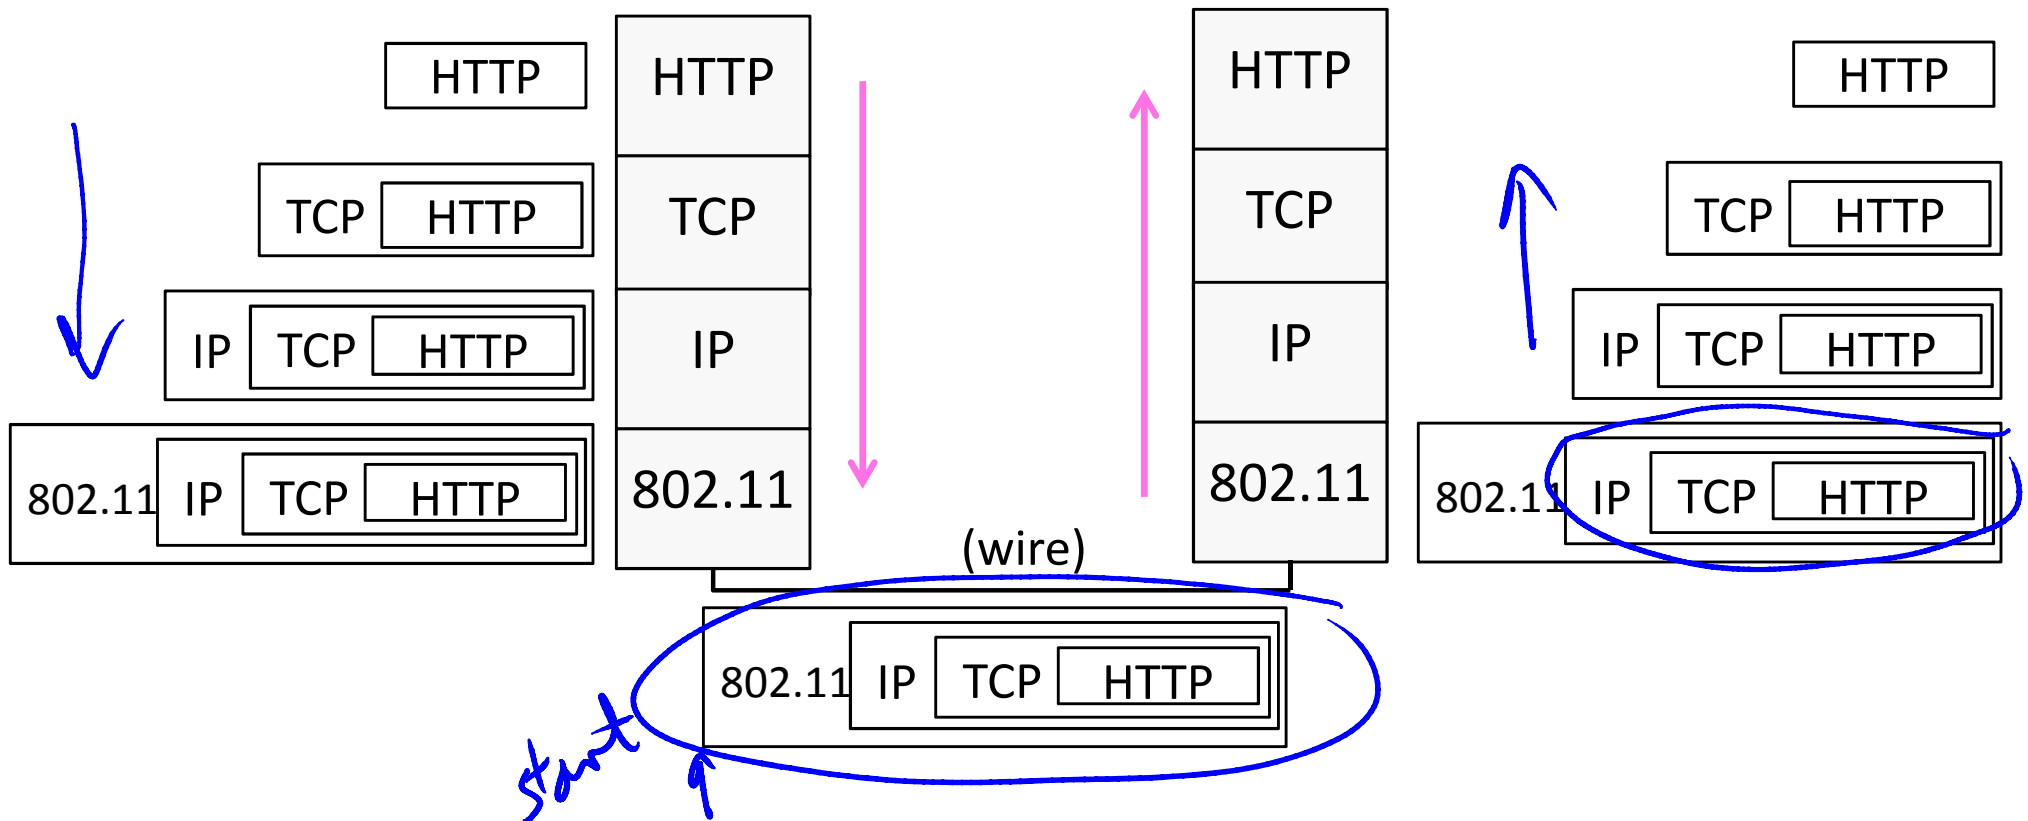 HTTP HTTP HTTP HTTP
TCP HTTP TCP TCP TCP HTTP
IP TCP HTTP IP IP IP TCP HTTP
802.11 IP TCP HTTP 802.11 802.11 802.11 IP TCP HTTP
(wire)
802.11 IP TCP HTTP
start